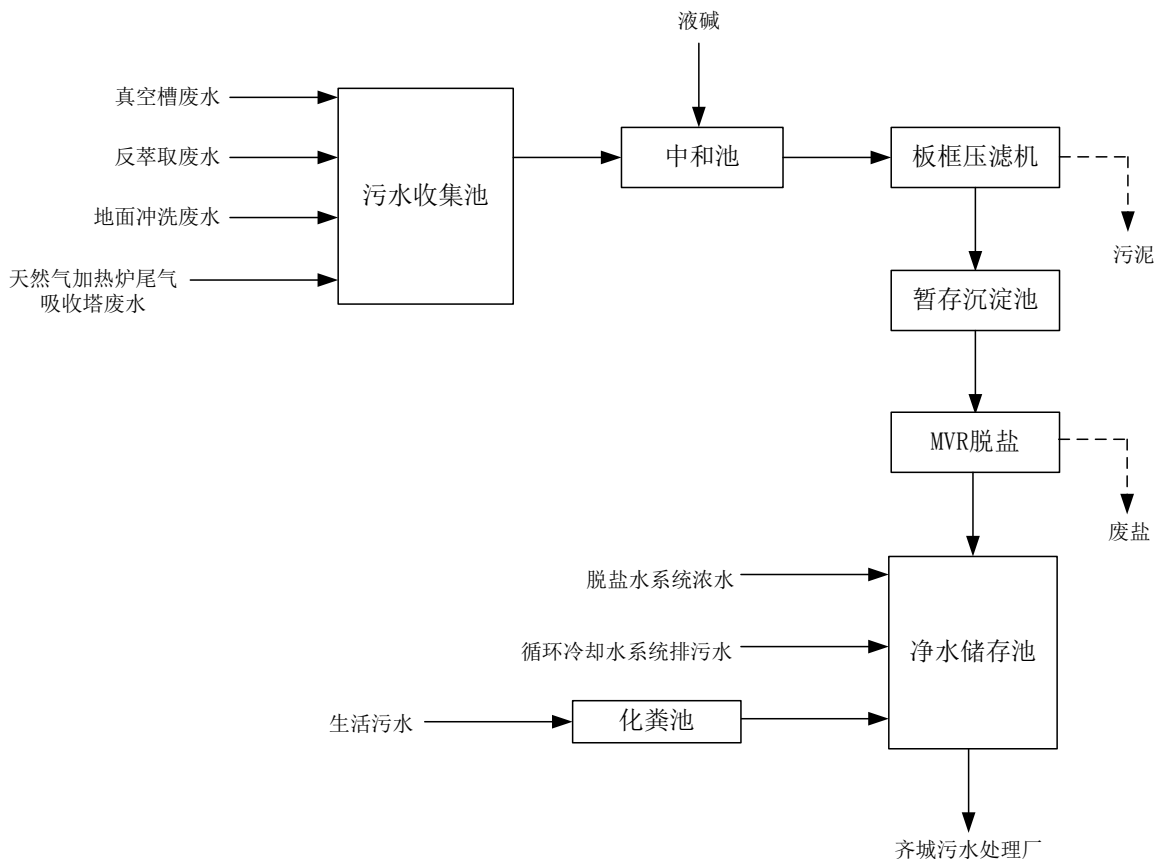 液碱
真空槽废水
反萃取废水
地面冲洗废水
天然气加热炉尾气
吸收塔废水
污水收集池
中和池
板框压滤机
污泥
暂存沉淀池
MVR脱盐
废盐
脱盐水系统浓水
循环冷却水系统排污水
生活污水
化粪池
净水储存池
齐城污水处理厂